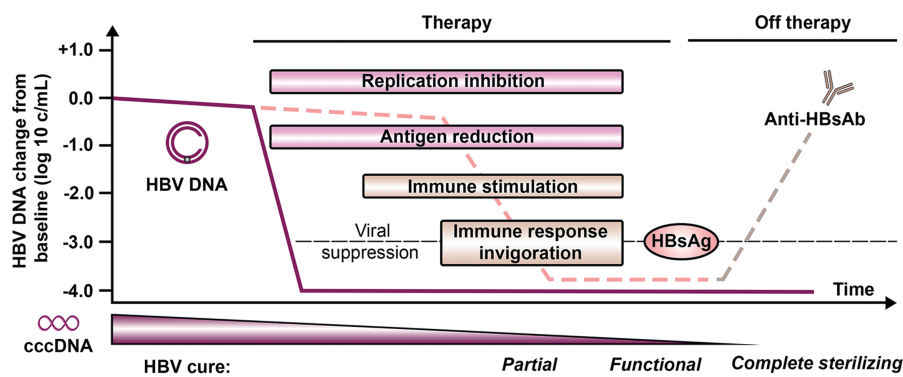 Therapy
Off therapy
HBV DNA change from
baseline (log 10 c/mL)
+1.0
0.0
-1.0
-2.0
-3.0
-4.0
HBV DNA
Replication inhibition
Antigen reduction
Immune stimulation
Viral
suppression
Immune response
invigoration
HBsAg
Anti-HBsAb
Time
cccDNA
HBV cure:
Partial
Functional
Complete sterilizing